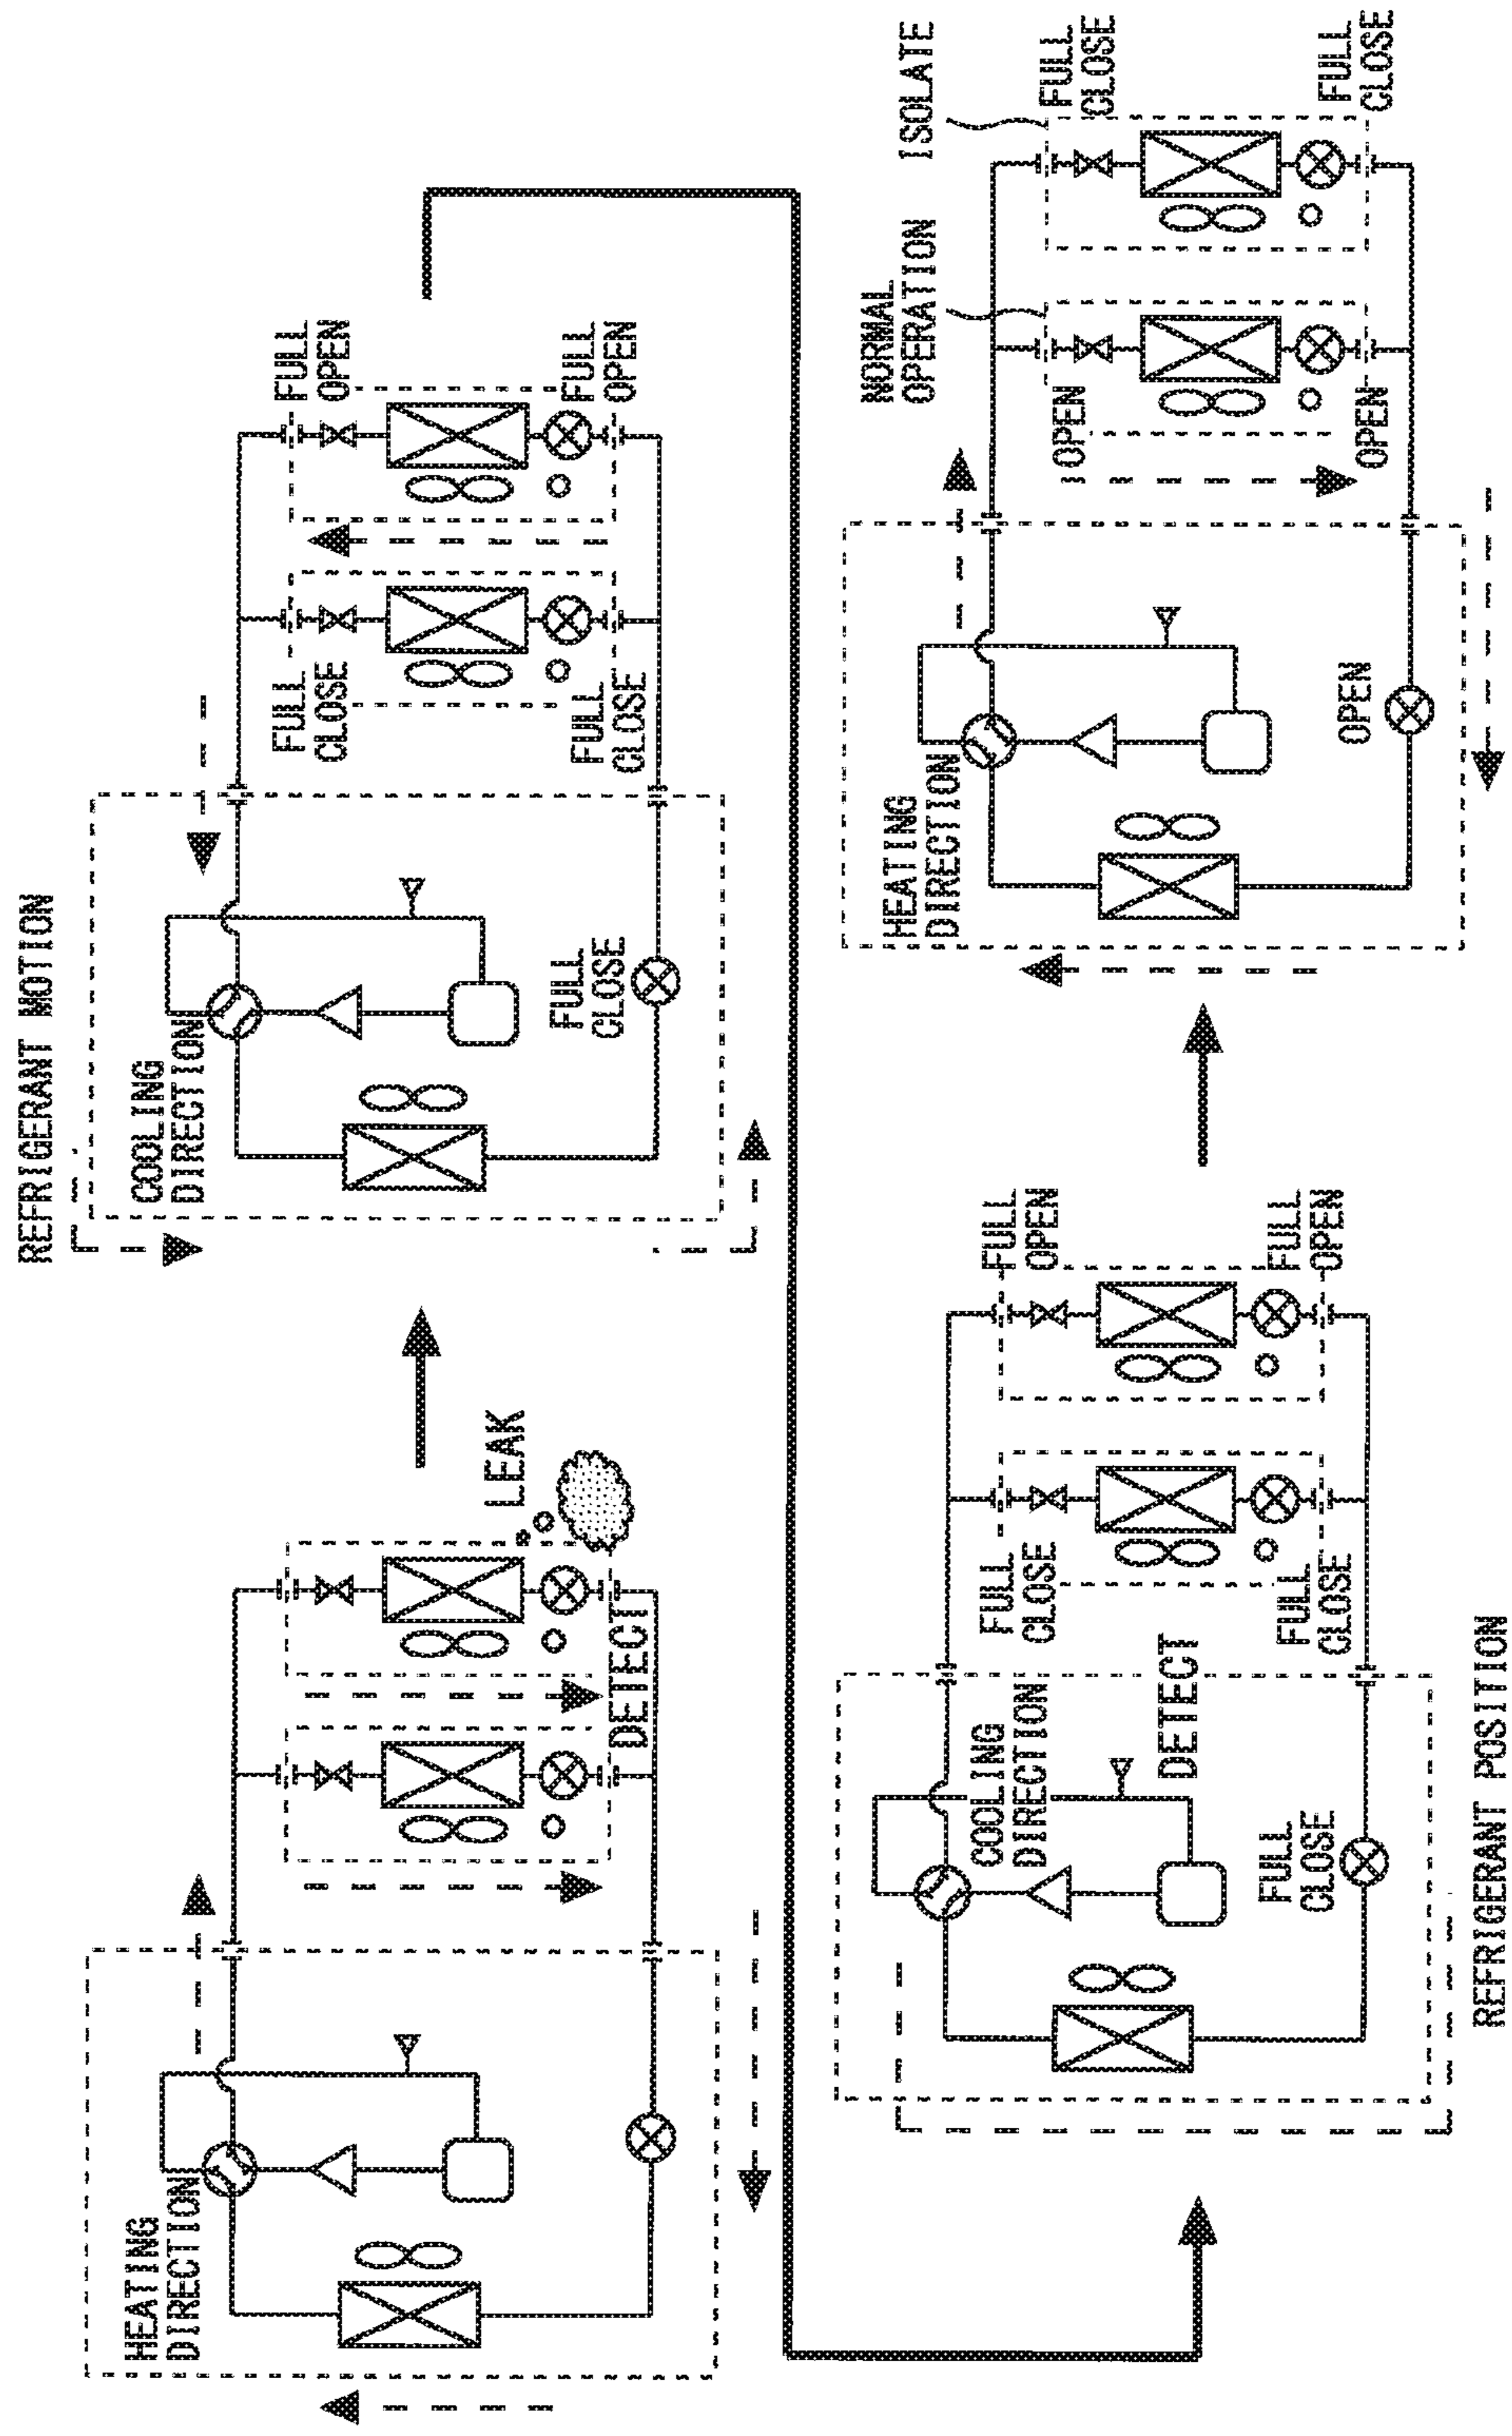 HEATING
DIRECTION
DETECT
LEAK
REFRIGERANT MOTION
COOLING
DIRECTION
FULL
CLOSE
FULL
CLOSE
FULL
CLOSE
FULL
OPEN
FULL
OPEN
COOLING
DIRECTION
DETECT
FULL
CLOSE
FULL
CLOSE
FULL
CLOSE
FULL
OPEN
FULL
OPEN
REFRIGERANT POSITION
HEATING
DIRECTION
OPEN
NORMAL
OPERATION
OPEN
OPEN
ISOLATE
FULL
CLOSE
FULL
CLOSE